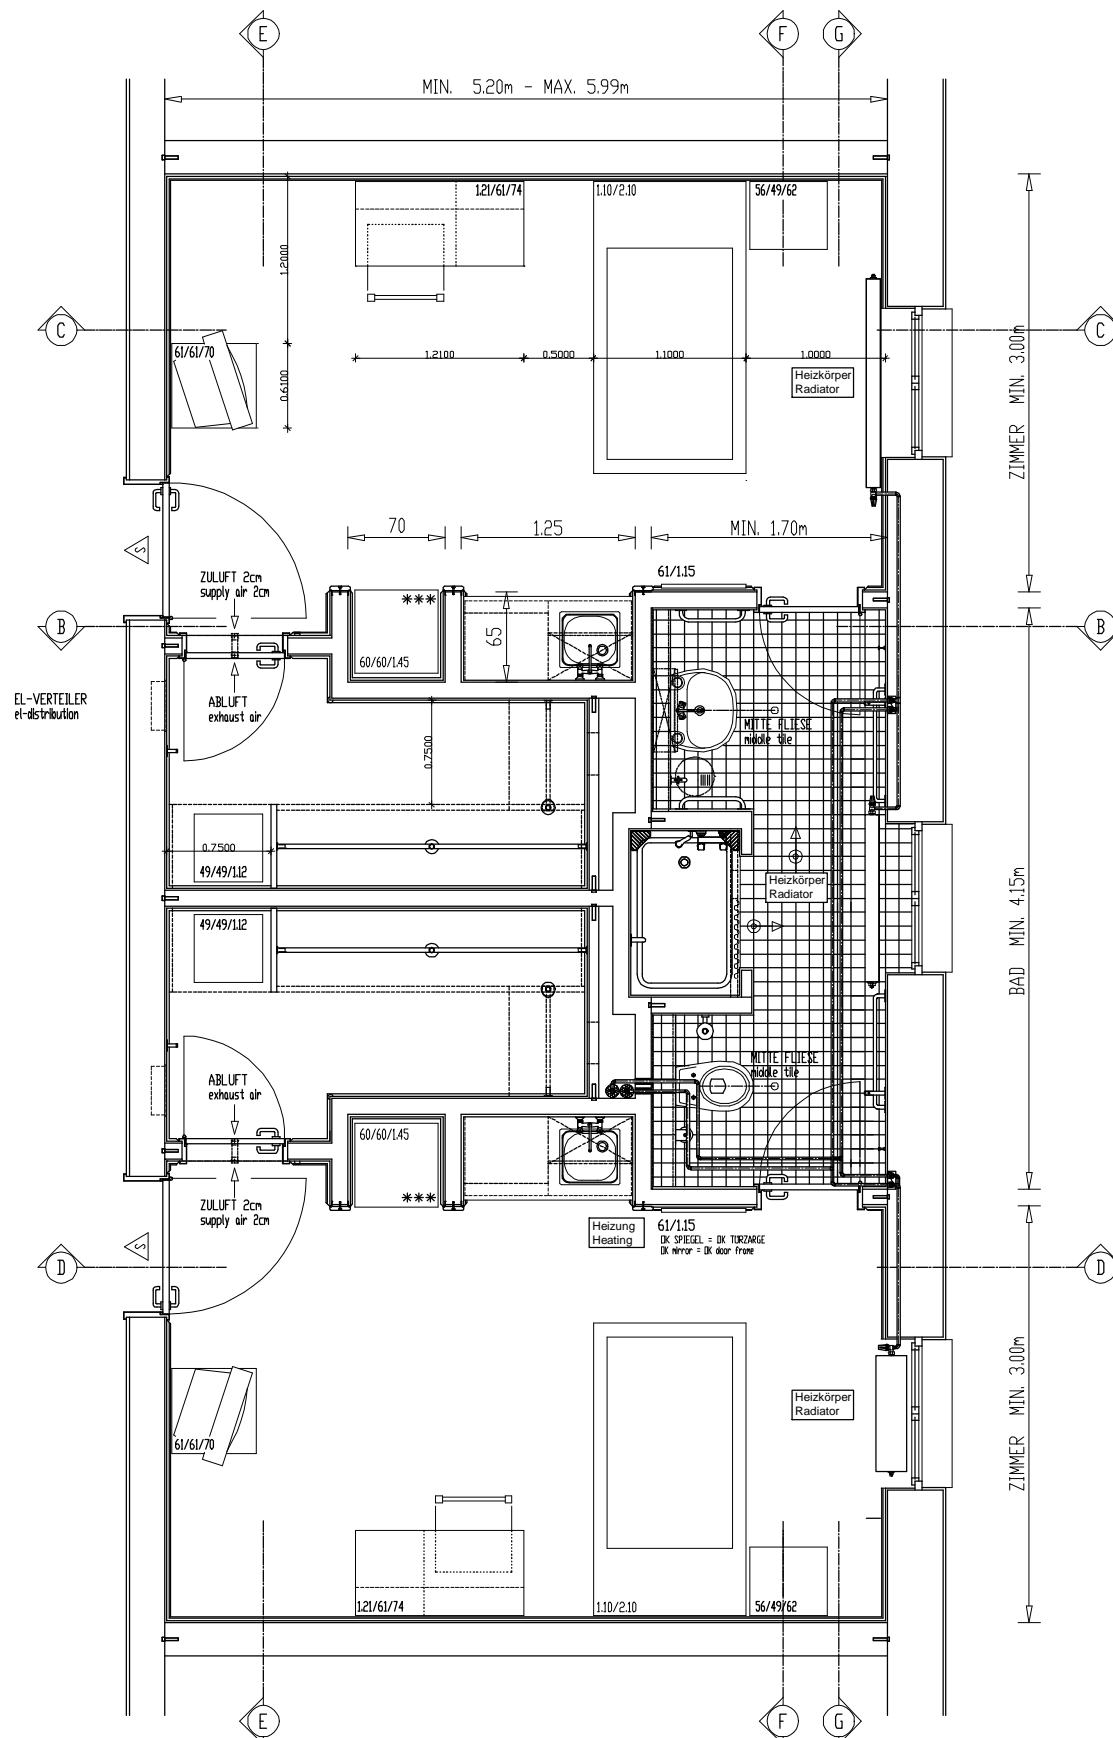 E
F
G
MIN. 5.20m - MAX. 5.99m
1.21/61/74
1.10/2.10
56/49/62
1.2000
C
C
61/61/70
0.6100
1.2100
0.5000
1.1000
1.0000
Heizkörper
Radiator
ZIMMER MIN. 3.00m
70
1.25
MIN. 1.70m
S
ZULUFT 2cm
supply air 2cm
61/1.15
***
B
B
65
60/60/1.45
EL-VERTEILER
el-distribution
ABLUFT
exhaust air
MITTE FLIESE
middle tile
0.7500
0.7500
49/49/1.12
Heizkörper
Radiator
BAD MIN. 4.15m
49/49/1.12
MITTE FLIESE
middle tile
ABLUFT
exhaust air
60/60/1.45
***
ZULUFT 2cm
supply air 2cm
S
Heizung
Heating
61/1.15
OK SPIEGEL = OK TÜRZARGE
OK mirror = OK door frame
D
D
ZIMMER MIN. 3.00m
Heizkörper
Radiator
61/61/70
1.21/61/74
1.10/2.10
56/49/62
E
F
G